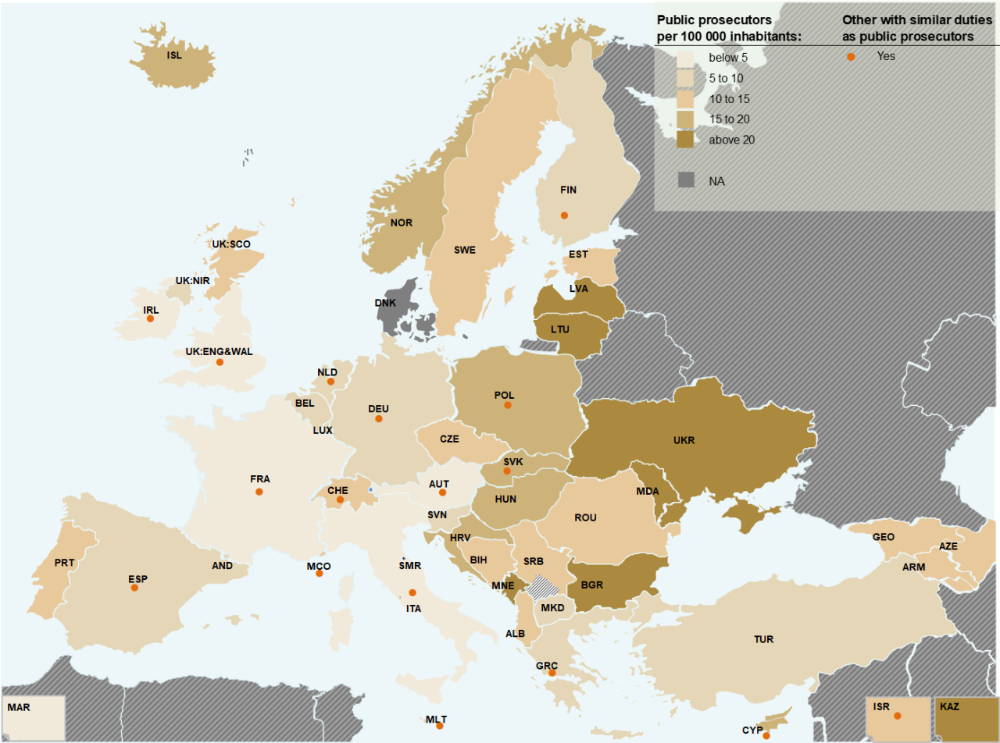 Public prosecutors
per 100 000 inhabitants:
below 5
5 to 10
10 to 15
15 to 20
above 20
NA
Other with similar duties
as public prosecutors
Yes
ISL
FIN
NOR
UK:SCO
SWE
EST
UK:NIR
LVA
DNK
IRL
LTU
UK:ENG&WAL
NLD
POL
BEL
DEU
LUX
CZE
UKR
SVK
FRA
AUT
CHE
MDA
HUN
SVN
ROU
HRV
GEO
AZE
BIH
SRB
PRT
AND
MCO
SMR
ARM
ESP
MNE
BGR
ITA
MKD
ALB
TUR
GRC
MAR
ISR
KAZ
MLT
CYP